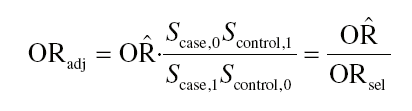 OR_adj = OR̂ · (S_case,0 S_control,1) / (S_case,1 S_control,0) = OR̂ / OR_sel